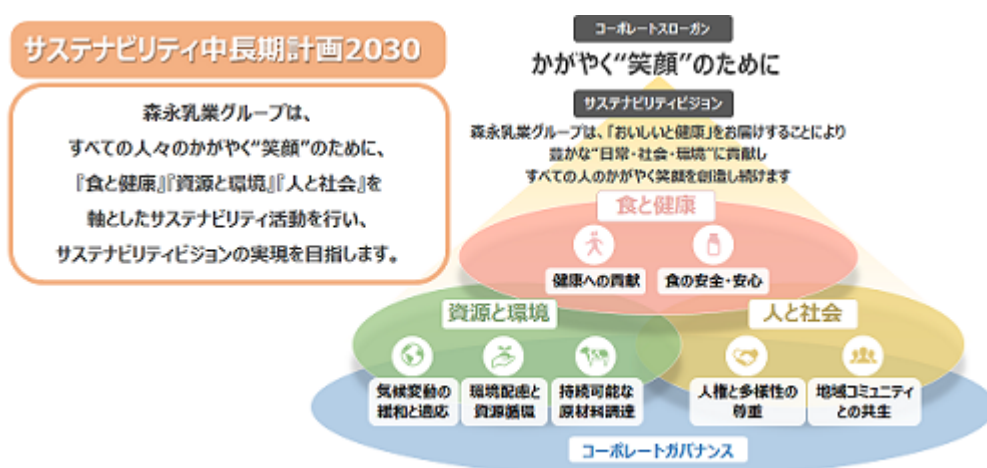 サステナビリティ中長期計画2030
森永乳業グループは、
すべての人々のかがやく“笑顔”のために、
『食と健康』『資源と環境』『人と社会』を
軸としたサステナビリティ活動を行い、
サステナビリティビジョンの実現を目指します。
コーポレートスローガン
かがやく“笑顔”のために
サステナビリティビジョン
森永乳業グループは、「おいしいと健康」をお届けすることにより
豊かな“日常・社会・環境”に貢献し
すべての人のかがやく笑顔を創造し続けます
食と健康
健康への貢献
食の安全・安心
資源と環境
気候変動の
緩和と適応
環境配慮と
資源循環
持続可能な
原材料調達
人と社会
人権と多様性の
尊重
地域コミュニティ
との共生
コーポレートガバナンス